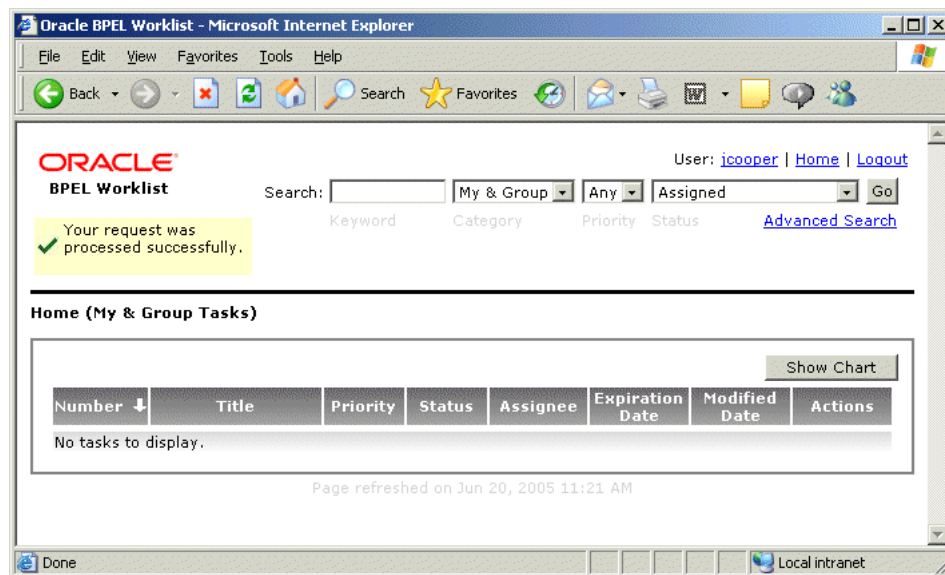 Oracle BPEL Worklist - Microsoft Internet Explorer
File Edit View Favorites Tools Help
Back Search Favorites
ORACLE
BPEL Worklist
User: jcooper | Home | Logout
Search: My & Group Any Assigned Go
Keyword Category Priority Status Advanced Search
Your request was
processed successfully.
Home (My & Group Tasks)
Show Chart
Number Title Priority Status Assignee Expiration Date Modified Date Actions
No tasks to display.
Page refreshed on Jun 20, 2005 11:21 AM
Done Local intranet